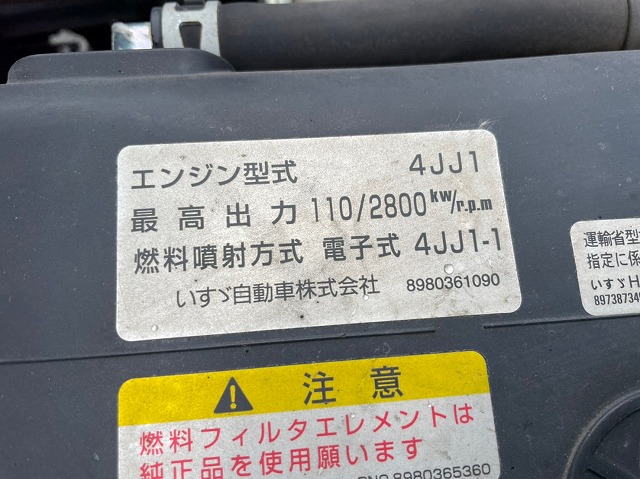 エンジン型式 4JJ1
最高出力 110/2800 kw/r.p.m
燃料噴射方式 電子式 4JJ1-1
いすゞ自動車株式会社 8980361090
運輸省型
指定に係
いすゞH
897387349
注意
燃料フィルタエレメントは
純正品を使用願います
8980365360